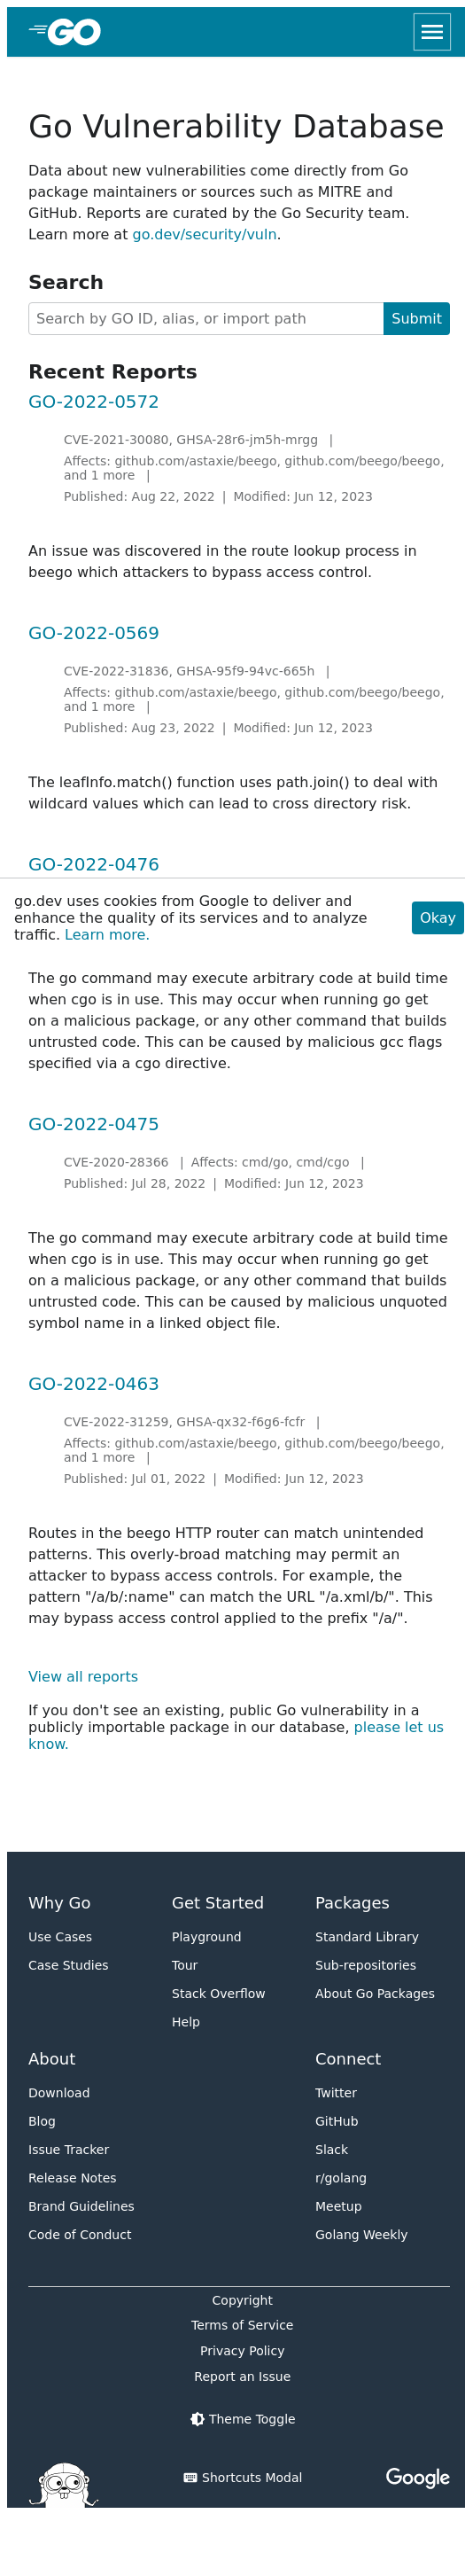 GO
Go Vulnerability Database
Data about new vulnerabilities come directly from Go
package maintainers or sources such as MITRE and
GitHub. Reports are curated by the Go Security team.
Learn more at go.dev/security/vuln.
Search
Search by GO ID, alias, or import path
Submit
Recent Reports
GO-2022-0572
CVE-2021-30080, GHSA-28r6-jm5h-mrgg |
Affects: github.com/astaxie/beego, github.com/beego/beego,
and 1 more |
Published: Aug 22, 2022 | Modified: Jun 12, 2023
An issue was discovered in the route lookup process in
beego which attackers to bypass access control.
GO-2022-0569
CVE-2022-31836, GHSA-95f9-94vc-665h |
Affects: github.com/astaxie/beego, github.com/beego/beego,
and 1 more |
Published: Aug 23, 2022 | Modified: Jun 12, 2023
The leafInfo.match() function uses path.join() to deal with
wildcard values which can lead to cross directory risk.
GO-2022-0476
go.dev uses cookies from Google to deliver and
enhance the quality of its services and to analyze
traffic. Learn more.
Okay
The go command may execute arbitrary code at build time
when cgo is in use. This may occur when running go get
on a malicious package, or any other command that builds
untrusted code. This can be caused by malicious gcc flags
specified via a cgo directive.
GO-2022-0475
CVE-2020-28366 | Affects: cmd/go, cmd/cgo |
Published: Jul 28, 2022 | Modified: Jun 12, 2023
The go command may execute arbitrary code at build time
when cgo is in use. This may occur when running go get
on a malicious package, or any other command that builds
untrusted code. This can be caused by malicious unquoted
symbol name in a linked object file.
GO-2022-0463
CVE-2022-31259, GHSA-qx32-f6g6-fcfr |
Affects: github.com/astaxie/beego, github.com/beego/beego,
and 1 more |
Published: Jul 01, 2022 | Modified: Jun 12, 2023
Routes in the beego HTTP router can match unintended
patterns. This overly-broad matching may permit an
attacker to bypass access controls. For example, the
pattern "/a/b/:name" can match the URL "/a.xml/b/". This
may bypass access control applied to the prefix "/a/".
View all reports
If you don't see an existing, public Go vulnerability in a
publicly importable package in our database, please let us
know.
Why Go
Use Cases
Case Studies
Get Started
Playground
Tour
Stack Overflow
Help
Packages
Standard Library
Sub-repositories
About Go Packages
About
Download
Blog
Issue Tracker
Release Notes
Brand Guidelines
Code of Conduct
Connect
Twitter
GitHub
Slack
r/golang
Meetup
Golang Weekly
Copyright
Terms of Service
Privacy Policy
Report an Issue
Theme Toggle
Shortcuts Modal
Google